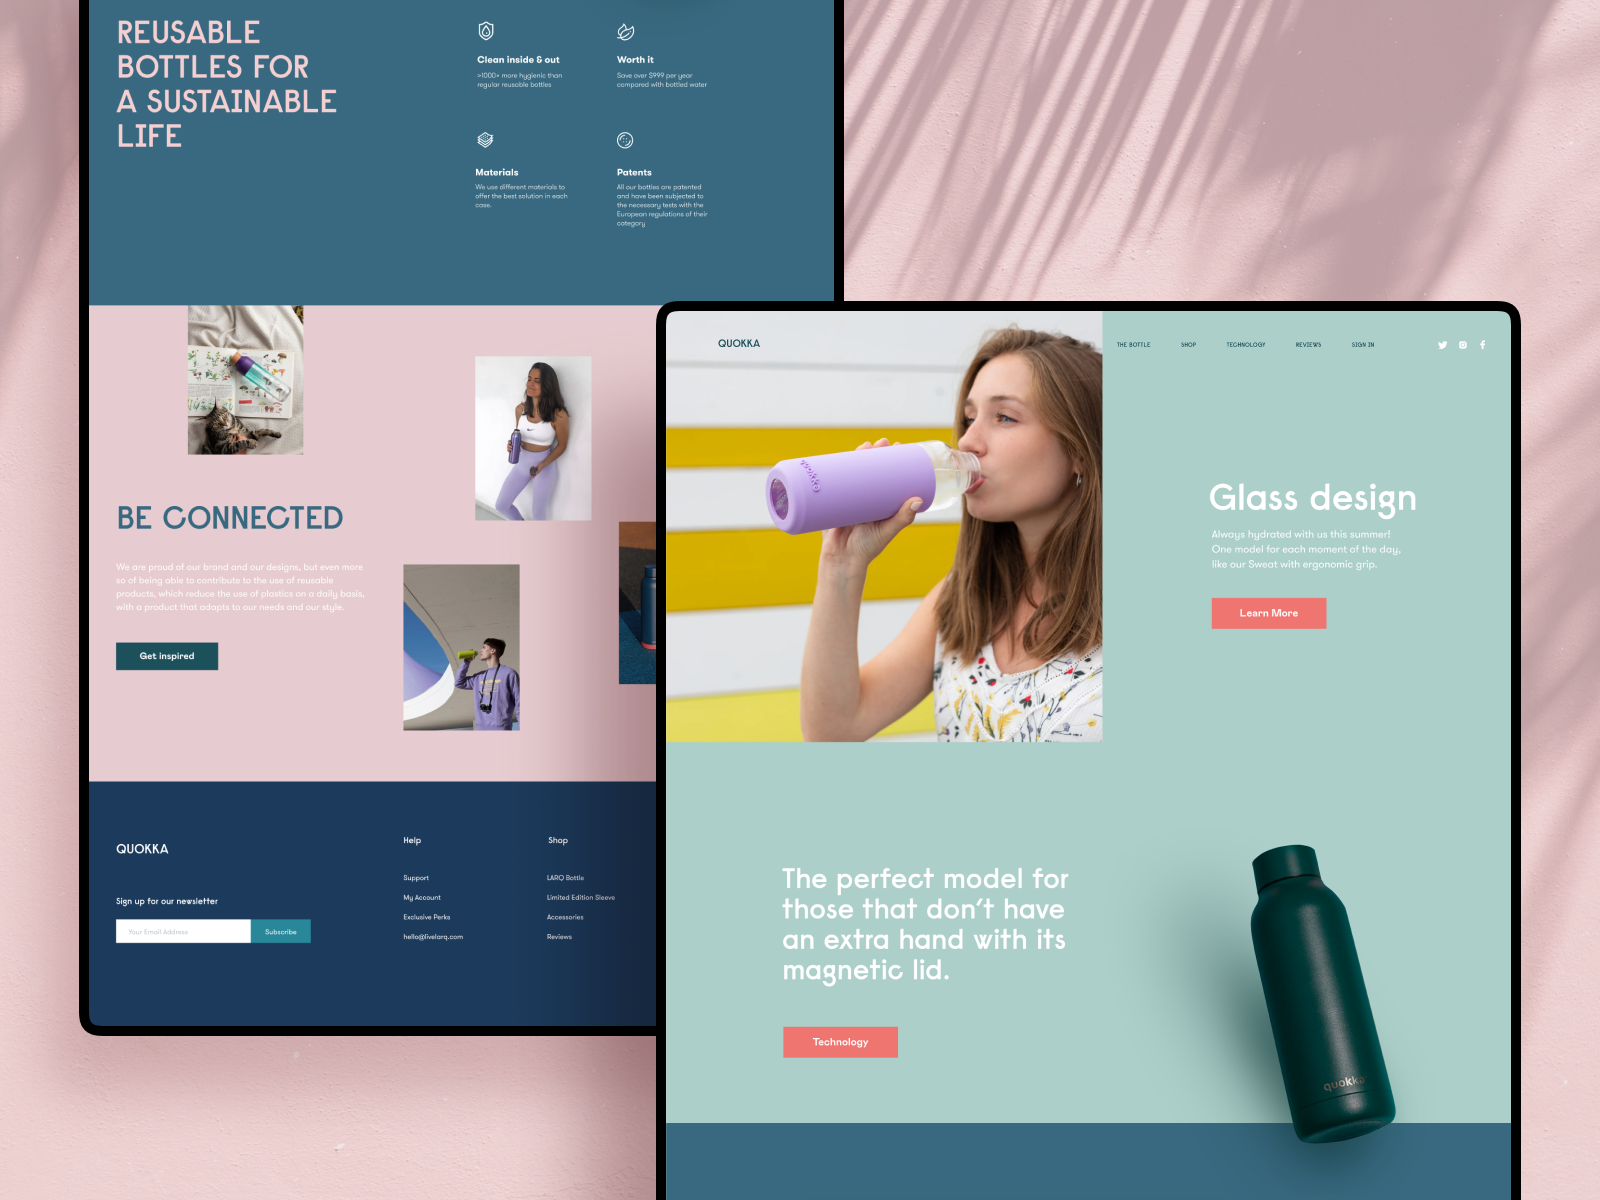 REUSABLE
BOTTLES FOR
A SUSTAINABLE
LIFE
Clean inside & out
>1000+ more hygienic than
regular reusable bottles
Worth it
Save over $999 per year
compared with bottled water
Materials
We use different materials to
offer the best solution in each
case.
Patents
All our bottles are patented
and have been subjected to
the necessary tests with the
European regulations of their
category
BE CONNECTED
We are proud of our brand and our designs, but even more
so of being able to contribute to the use of reusable
products, which reduce the use of plastics on a daily basis,
with a product that adapts to our needs and our style.
Get inspired
QUOKKA
Sign up for our newsletter
Your Email Address
Subscribe
Help
Support
My Account
Exclusive Perks
hello@livelarq.com
Shop
LARQ Bottle
Limited Edition Sleeve
Accessories
Reviews
QUOKKA
THE BOTTLE
SHOP
TECHNOLOGY
REVIEWS
SIGN IN
quokka
Glass design
Always hydrated with us this summer!
One model for each moment of the day,
like our Sweat with ergonomic grip.
Learn More
The perfect model for
those that don't have
an extra hand with its
magnetic lid.
Technology
quokka